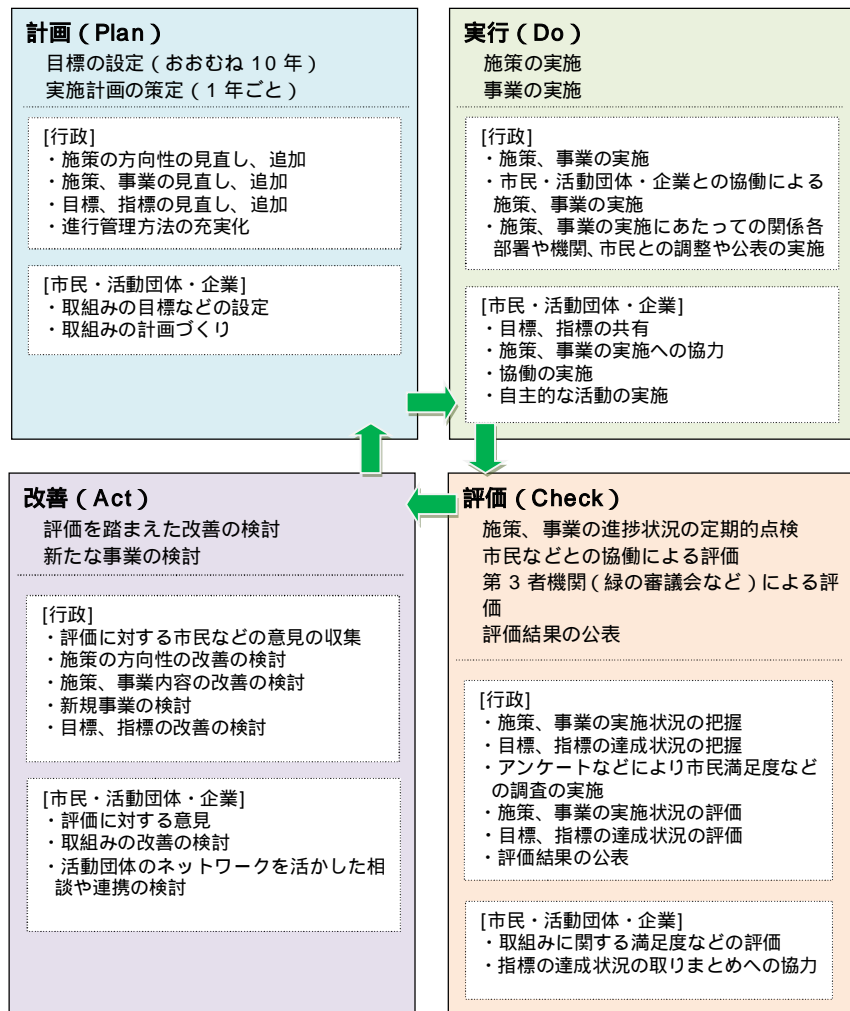 計画（Plan）
目標の設定（おおむね 10 年）
実施計画の策定（1 年ごと）
[行政]
・施策の方向性の見直し、追加
・施策、事業の見直し、追加
・目標、指標の見直し、追加
・進行管理方法の充実化
[市民・活動団体・企業]
・取組みの目標などの設定
・取組みの計画づくり
実行（Do）
施策の実施
事業の実施
[行政]
・施策、事業の実施
・市民・活動団体・企業との協働による
施策、事業の実施
・施策、事業の実施にあたっての関係各
部署や機関、市民との調整や公表の実施
[市民・活動団体・企業]
・目標、指標の共有
・施策、事業の実施への協力
・協働の実施
・自主的な活動の実施
改善（Act）
評価を踏まえた改善の検討
新たな事業の検討
[行政]
・評価に対する市民などの意見の収集
・施策の方向性の改善の検討
・施策、事業内容の改善の検討
・新規事業の検討
・目標、指標の改善の検討
[市民・活動団体・企業]
・評価に対する意見
・取組みの改善の検討
・活動団体のネットワークを活かした相
談や連携の検討
評価（Check）
施策、事業の進捗状況の定期的点検
市民などとの協働による評価
第 3 者機関（緑の審議会など）による評
価
評価結果の公表
[行政]
・施策、事業の実施状況の把握
・目標、指標の達成状況の把握
・アンケートなどにより市民満足度など
の調査の実施
・施策、事業の実施状況の評価
・目標、指標の達成状況の評価
・評価結果の公表
[市民・活動団体・企業]
・取組みに関する満足度などの評価
・指標の達成状況の取りまとめへの協力